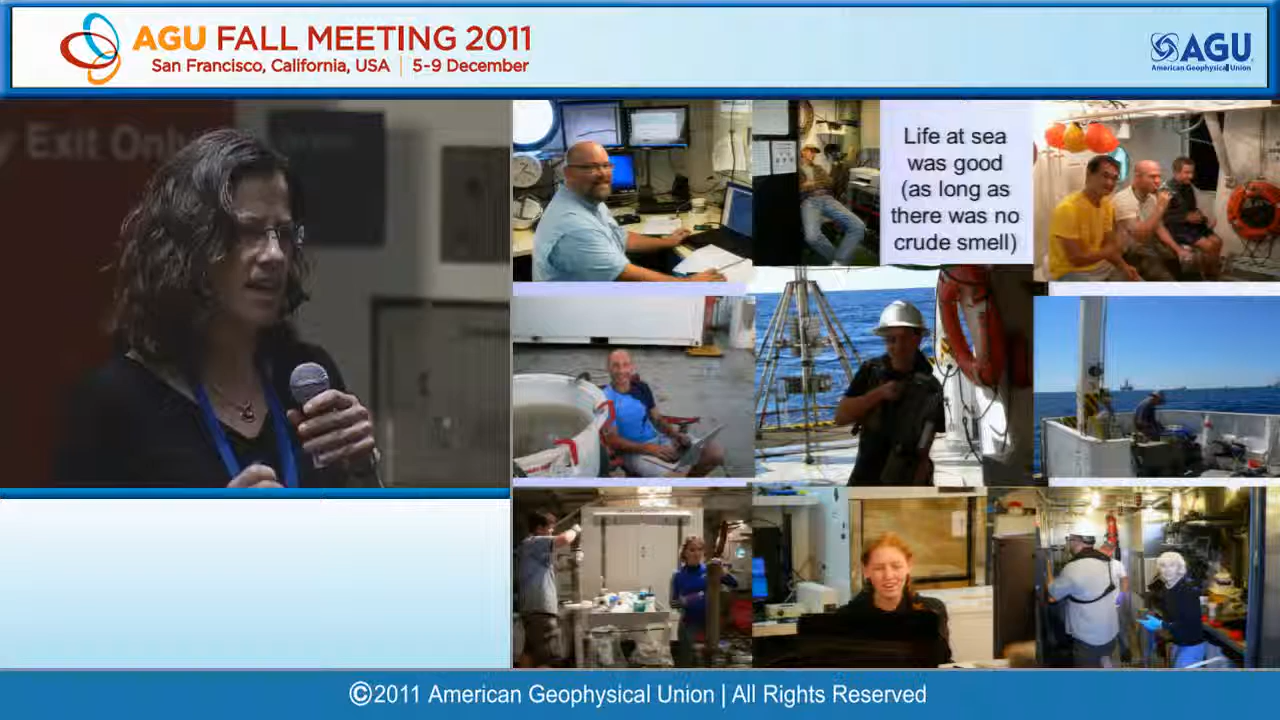 AGU FALL MEETING 2011
San Francisco, California, USA | 5-9 December
AGU
American Geophysical Union
y Exit Only
Life at sea
was good
(as long as
there was no
crude smell)
©2011 American Geophysical Union | All Rights Reserved